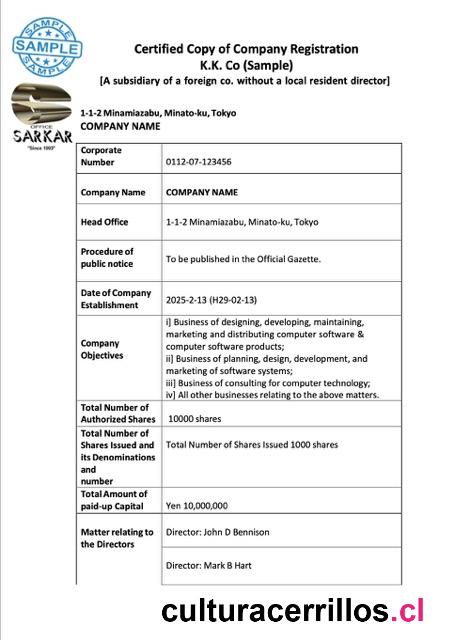 SAMPLE
SAMPLE
SAMPLE
Certified Copy of Company Registration
K.K. Co (Sample)
[A subsidiary of a foreign co. without a local resident director]
OFFICE
SARKAR
"Since 1993"
1-1-2 Minamiazabu, Minato-ku, Tokyo
COMPANY NAME
Corporate
Number
0112-07-123456
Company Name
COMPANY NAME
Head Office
1-1-2 Minamiazabu, Minato-ku, Tokyo
Procedure of
public notice
To be published in the Official Gazette.
Date of Company
Establishment
2025-2-13 (H29-02-13)
Company
Objectives
i] Business of designing, developing, maintaining,
marketing and distributing computer software &
computer software products;
ii] Business of planning, design, development, and
marketing of software systems;
iii] Business of consulting for computer technology;
iv] All other businesses relating to the above matters.
Total Number of
Authorized Shares
10000 shares
Total Number of
Shares Issued and
its Denominations
and
number
Total Number of Shares Issued 1000 shares
Total Amount of
paid-up Capital
Yen 10,000,000
Matter relating to
the Directors
Director: John D Bennison
Director: Mark B Hart
culturacerrillos.cl